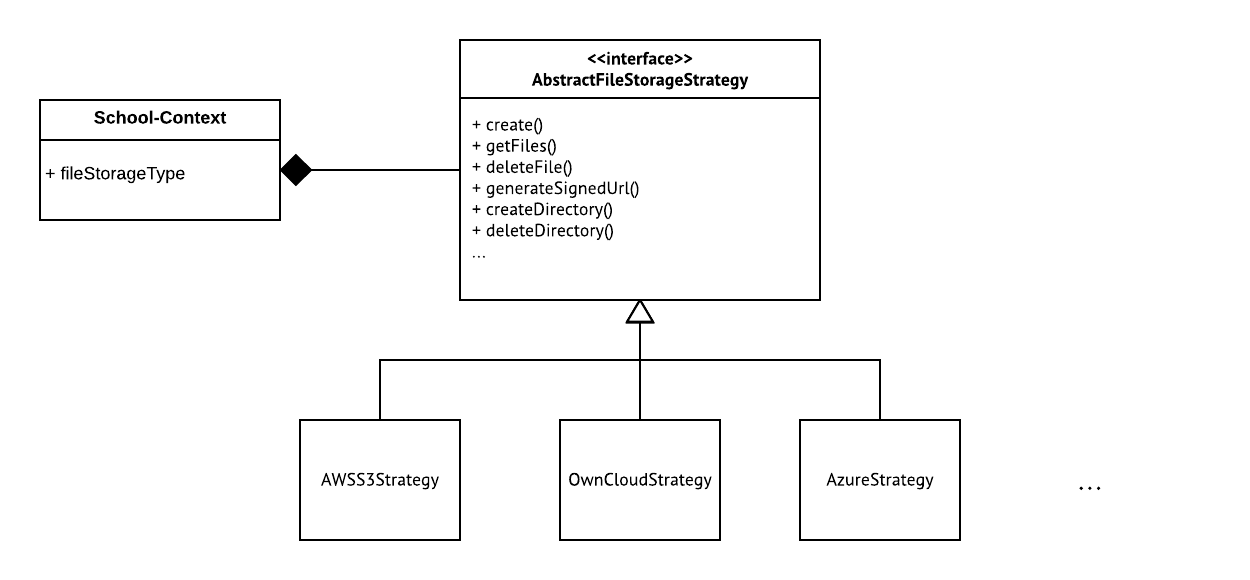 <<interface>>
AbstractFileStorageStrategy
School-Context
+ create()
+ getFiles()
+ deleteFile()
+ generateSignedUrl()
+ createDirectory()
+ deleteDirectory()
...
+ fileStorageType
AWSS3Strategy
OwnCloudStrategy
AzureStrategy
...